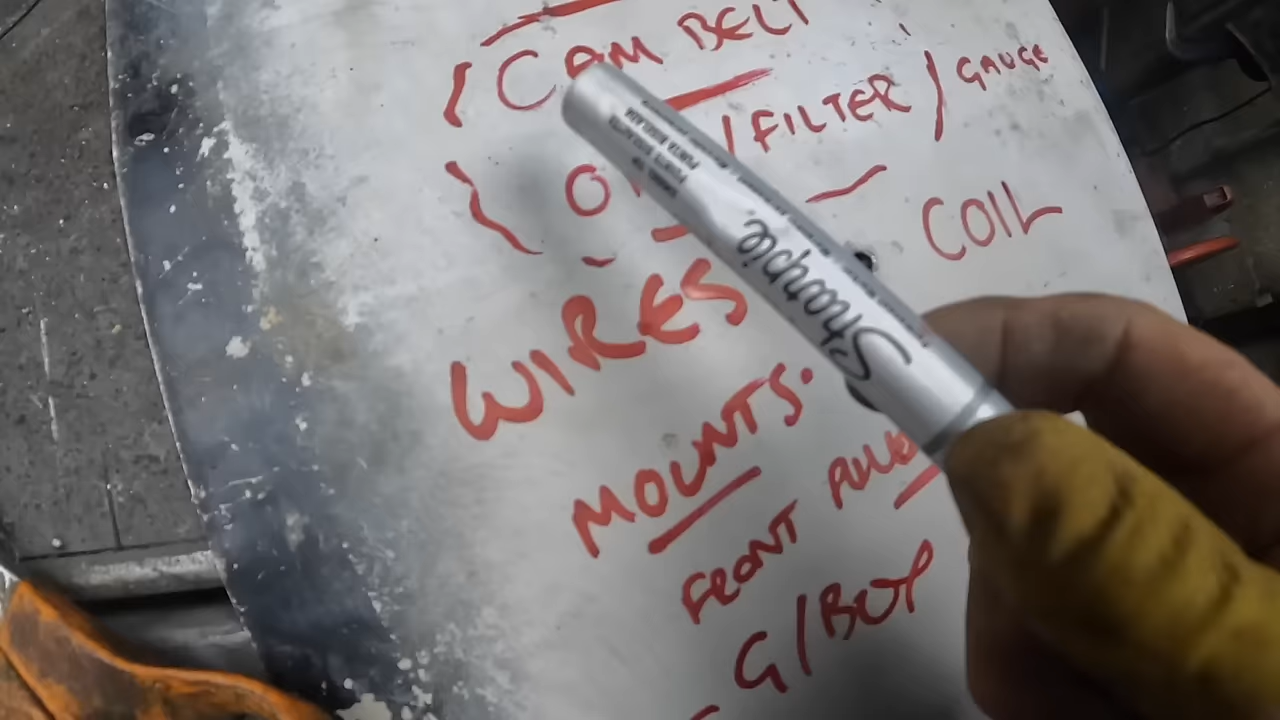 CAM BELT
/FILTER/GAUGE
COIL
WIRES
MOUNTS.
FRONT
G/BOX
Sharpie